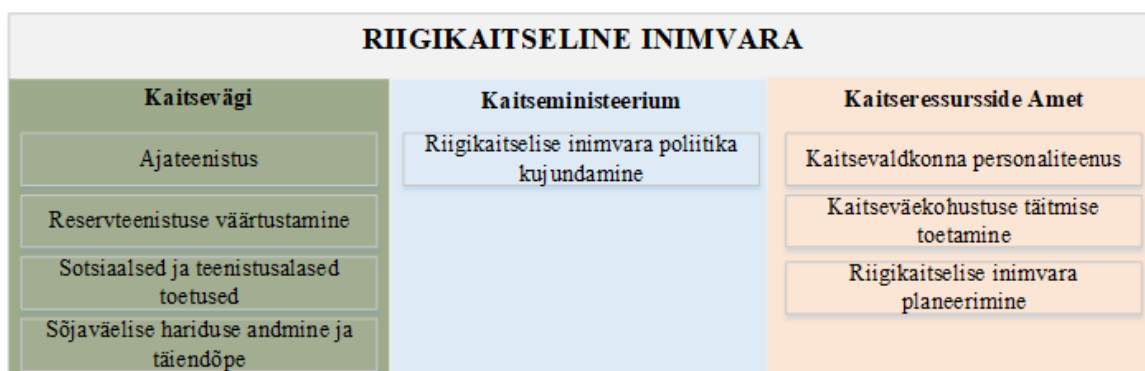 RIIGIKAITSELINE INIMVARA
Kaitsevägi
Ajateenistus
Reservteenistuse väärtustamine
Sotsiaalsed ja teenistusalased
toetused
Sõjaväelise hariduse andmine ja
täiendõpe
Kaitseministeerium
Riigikaitselise inimvara poliitika
kujundamine
Kaitseressursside Amet
Kaitsevaldkonna personaliteenus
Kaitseväekohustuse täitmise
toetamine
Riigikaitselise inimvara
planeerimine